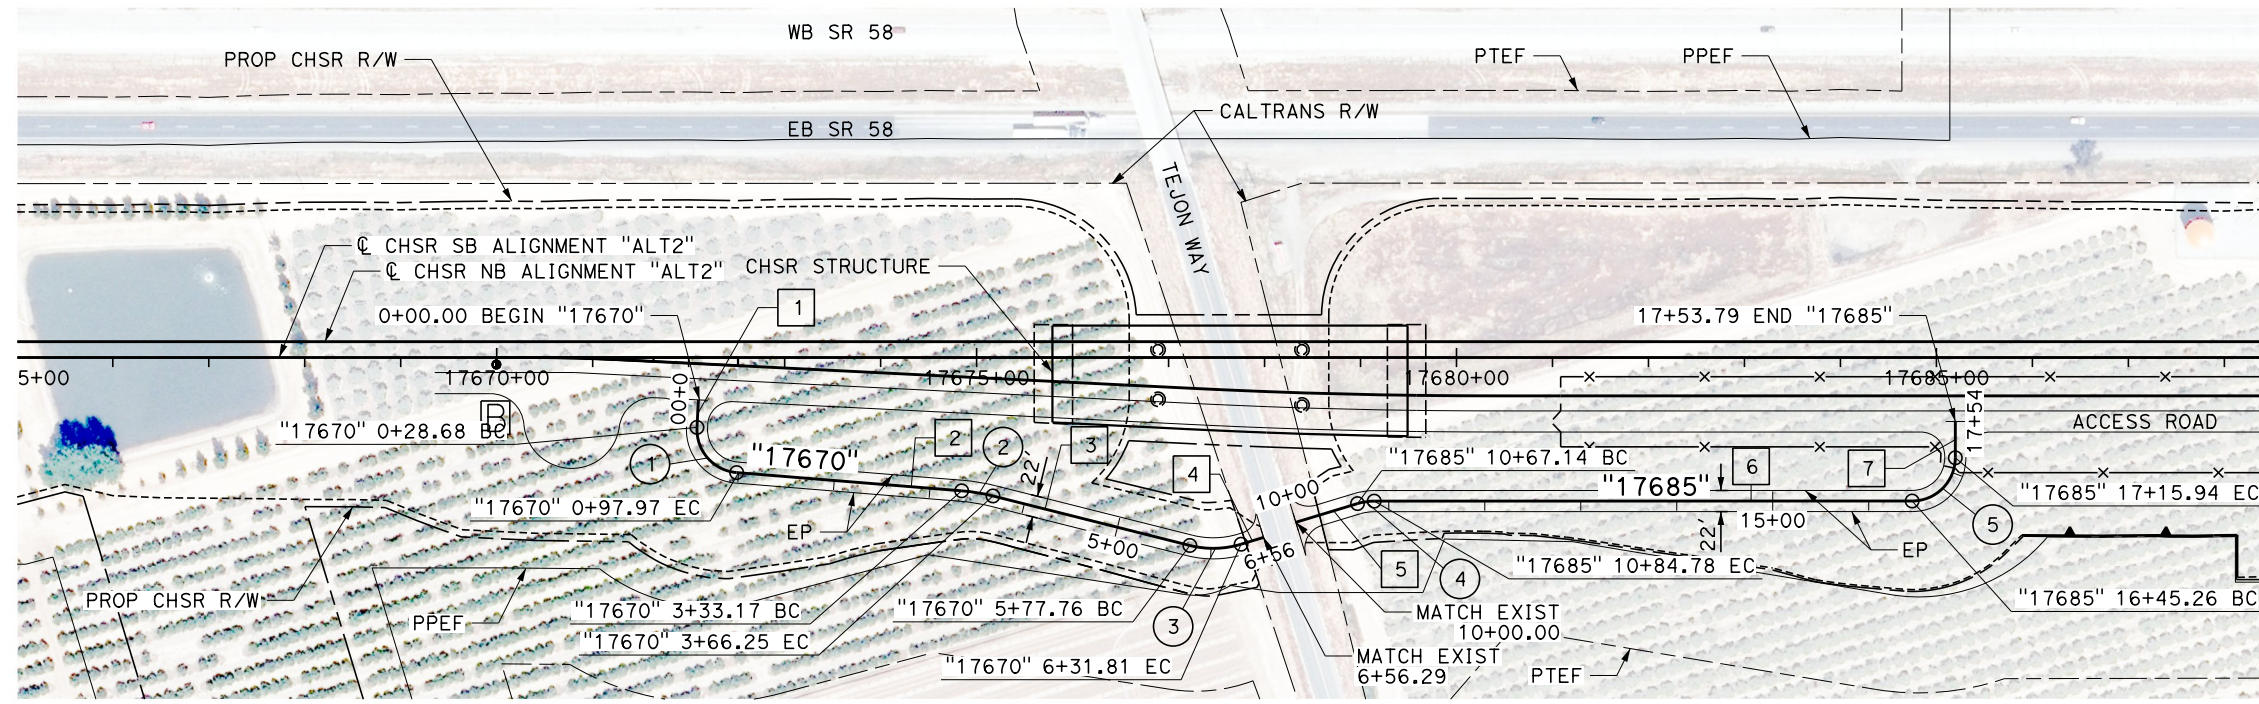 WB SR 58
PROP CHSR R/W
PTEF
PPEF
CALTRANS R/W
EB SR 58
TEJON WAY
℄ CHSR SB ALIGNMENT "ALT2"
℄ CHSR NB ALIGNMENT "ALT2"
CHSR STRUCTURE
0+00.00 BEGIN "17670"
1
17+53.79 END "17685"
5+00
17670+00
17675+00
17680+00
17685+00
0+00
B
"17670" 0+28.68 BC
1
"17670"
2
2
3
22'
4
"17685" 10+67.14 BC
6
7
17+54
ACCESS ROAD
"17670" 0+97.97 EC
EP
10+00
"17685"
15+00
22'
"17685" 17+15.94 EC
5
EP
5+00
6+56
5
4
"17685" 10+84.78 EC
PROP CHSR R/W
PPEF
"17670" 3+33.17 BC
"17670" 5+77.76 BC
3
MATCH EXIST
10+00.00
"17685" 16+45.26 BC
"17670" 3+66.25 EC
"17670" 6+31.81 EC
MATCH EXIST
6+56.29
PTEF